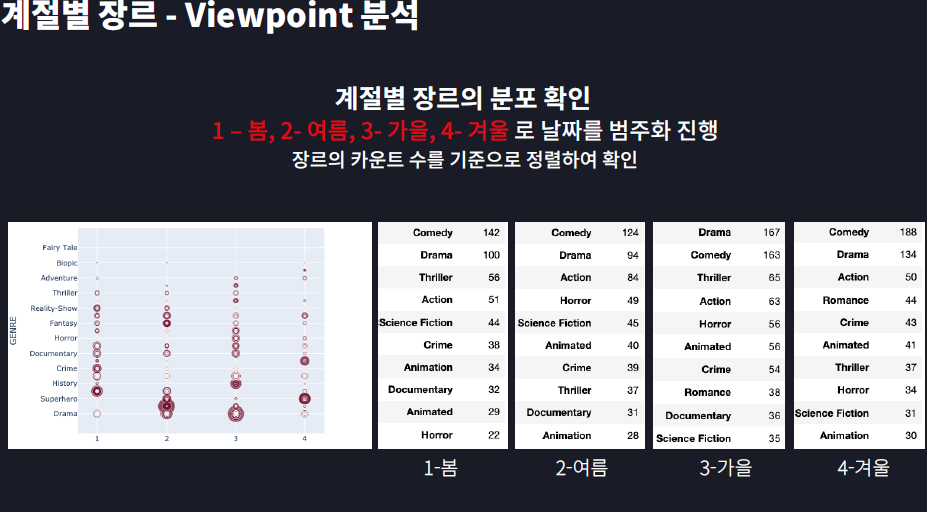 계절별 장르 - Viewpoint 분석
계절별 장르의 분포 확인
1 – 봄, 2- 여름, 3- 가을, 4- 겨울 로 날짜를 범주화 진행
장르의 카운트 수를 기준으로 정렬하여 확인
GENRE
Fairy Tale
Biopic
Adventure
Thriller
Reality-Show
Fantasy
Horror
Documentary
Crime
History
Superhero
Drama
1 2 3 4
Comedy 142
Drama 100
Thriller 56
Action 51
Science Fiction 44
Crime 38
Animation 34
Documentary 32
Animated 29
Horror 22
1-봄
Comedy 124
Drama 94
Action 84
Horror 49
Science Fiction 45
Animated 40
Crime 39
Thriller 37
Documentary 31
Animation 28
2-여름
Drama 167
Comedy 163
Thriller 65
Action 63
Horror 56
Animated 56
Crime 54
Romance 38
Documentary 36
Science Fiction 35
3-가을
Comedy 188
Drama 134
Action 50
Romance 44
Crime 43
Animated 41
Thriller 37
Horror 34
Science Fiction 31
Animation 30
4-겨울